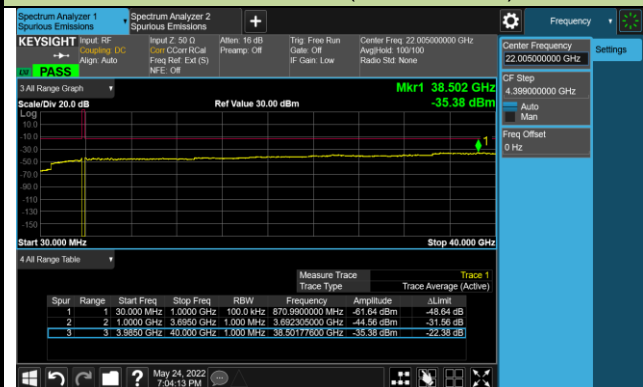 Spectrum Analyzer 1
Spurious Emissions
Spectrum Analyzer 2
Spurious Emissions
+
Frequency
KEYSIGHT
Input: RF
Coupling: DC
Align: Auto
Input Z: 50 Ω
Corr CCorr RCal
Freq Ref: Ext (S)
NFE: Off
Atten: 16 dB
Preamp: Off
Trig: Free Run
Gate: Off
IF Gain: Low
Center Freq: 22.005000000 GHz
Avg|Hold: 100/100
Radio Std: None
PASS
Center Frequency
22.005000000 GHz
Settings
CF Step
4.399000000 GHz
Auto
Man
Freq Offset
0 Hz
3 All Range Graph
Mkr1 38.502 GHz
Scale/Div 20.0 dB
Ref Value 30.00 dBm
-35.38 dBm
Log
10.0
-10.0
-30.0
-50.0
-70.0
-90.0
-110
-130
-150
1
Start 30.000 MHz
Stop 40.000 GHz
4 All Range Table
Measure Trace Trace 1
Trace Type Trace Average (Active)
Spur Range Start Freq Stop Freq RBW Frequency Amplitude ΔLimit
1 1 30.000 MHz 1.0000 GHz 100.0 kHz 870.9900000 MHz -61.64 dBm -48.64 dB
2 2 1.0000 GHz 3.6950 GHz 1.000 MHz 3.692305000 GHz -44.56 dBm -31.56 dB
3 3 3.9850 GHz 40.000 GHz 1.000 MHz 38.50177600 GHz -35.38 dBm -22.38 dB
?
May 24, 2022
7:04:13 PM